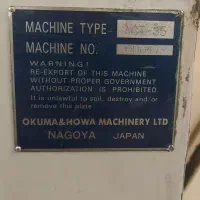 MACHINE TYPE
MACHINE NO.
WARNING!
RE-EXPORT OF THIS MACHINE
WITHOUT PROPER GOVERNMENT
AUTHORIZATION IS PROHIBITED.
It is unlawful to soil, destroy and/or
remove this plate
OKUMA&HOWA MACHINERY LTD
NAGOYA JAPAN